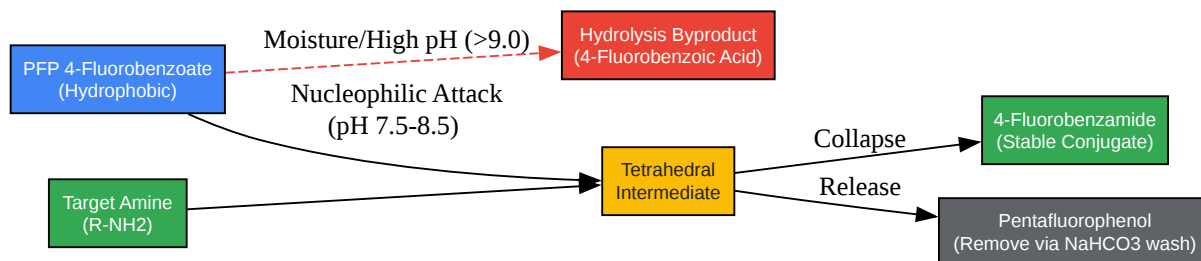 PFP 4-Fluorobenzoate
(Hydrophobic)
Moisture/High pH (>9.0)
Hydrolysis Byproduct
(4-Fluorobenzoic Acid)
Nucleophilic Attack
(pH 7.5-8.5)
Target Amine
(R-NH2)
Tetrahedral
Intermediate
Collapse
4-Fluorobenzamide
(Stable Conjugate)
Release
Pentafluorophenol
(Remove via NaHCO3 wash)